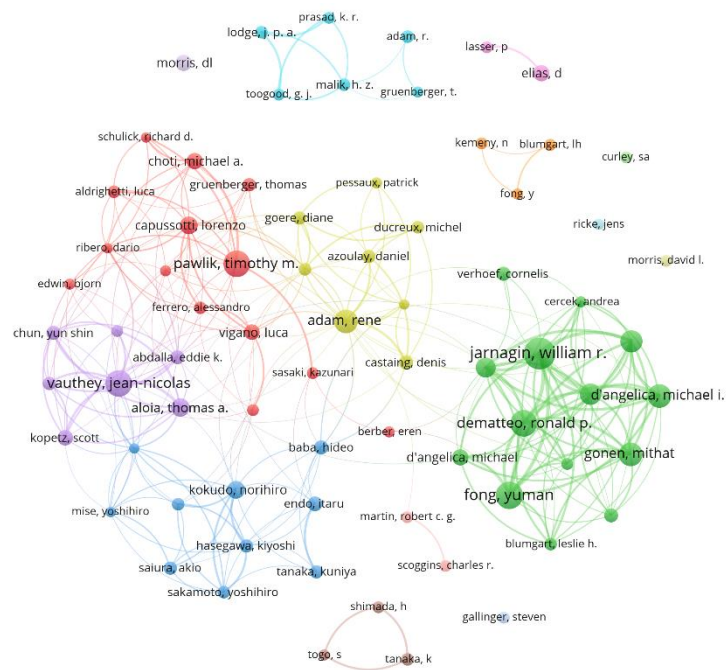 prasad, k. r.
lodge, j. p. a.
adam, r.
lasser, p
morris, dl
elias, d
malik, h. z.
toogood, g. j.
gruenberger, t.
schulick, richard d.
kemeny, n
blumgart, lh
choti, michael a.
curley, sa
pessaux, patrick
gruenberger, thomas
aldrighetti, luca
fong, y
goere, diane
capussotti, lorenzo
ducreux, michel
ricke, jens
ribero, dario
azoulay, daniel
pawlik, timothy m.
morris, david l.
verhoef, cornelis
edwin, bjorn
cercek, andrea
ferrero, alessandro
adam, rene
chun, yun shin
vigano, luca
jarnagin, william r.
abdalla, eddie k.
castaing, denis
sasaki, kazunari
vauthey, jean-nicolas
d'angelica, michael i.
aloia, thomas a.
dematteo, ronald p.
kopetz, scott
berber, eren
baba, hideo
gonen, mithat
d'angelica, michael
kokudo, norihiro
endo, itaru
fong, yuman
mise, yoshihiro
martin, robert c. g.
hasegawa, kiyoshi
blumgart, leslie h.
scoggins, charles r.
saiura, akio
tanaka, kuniya
sakamoto, yoshihiro
shimada, h
gallinger, steven
togo, s
tanaka, k